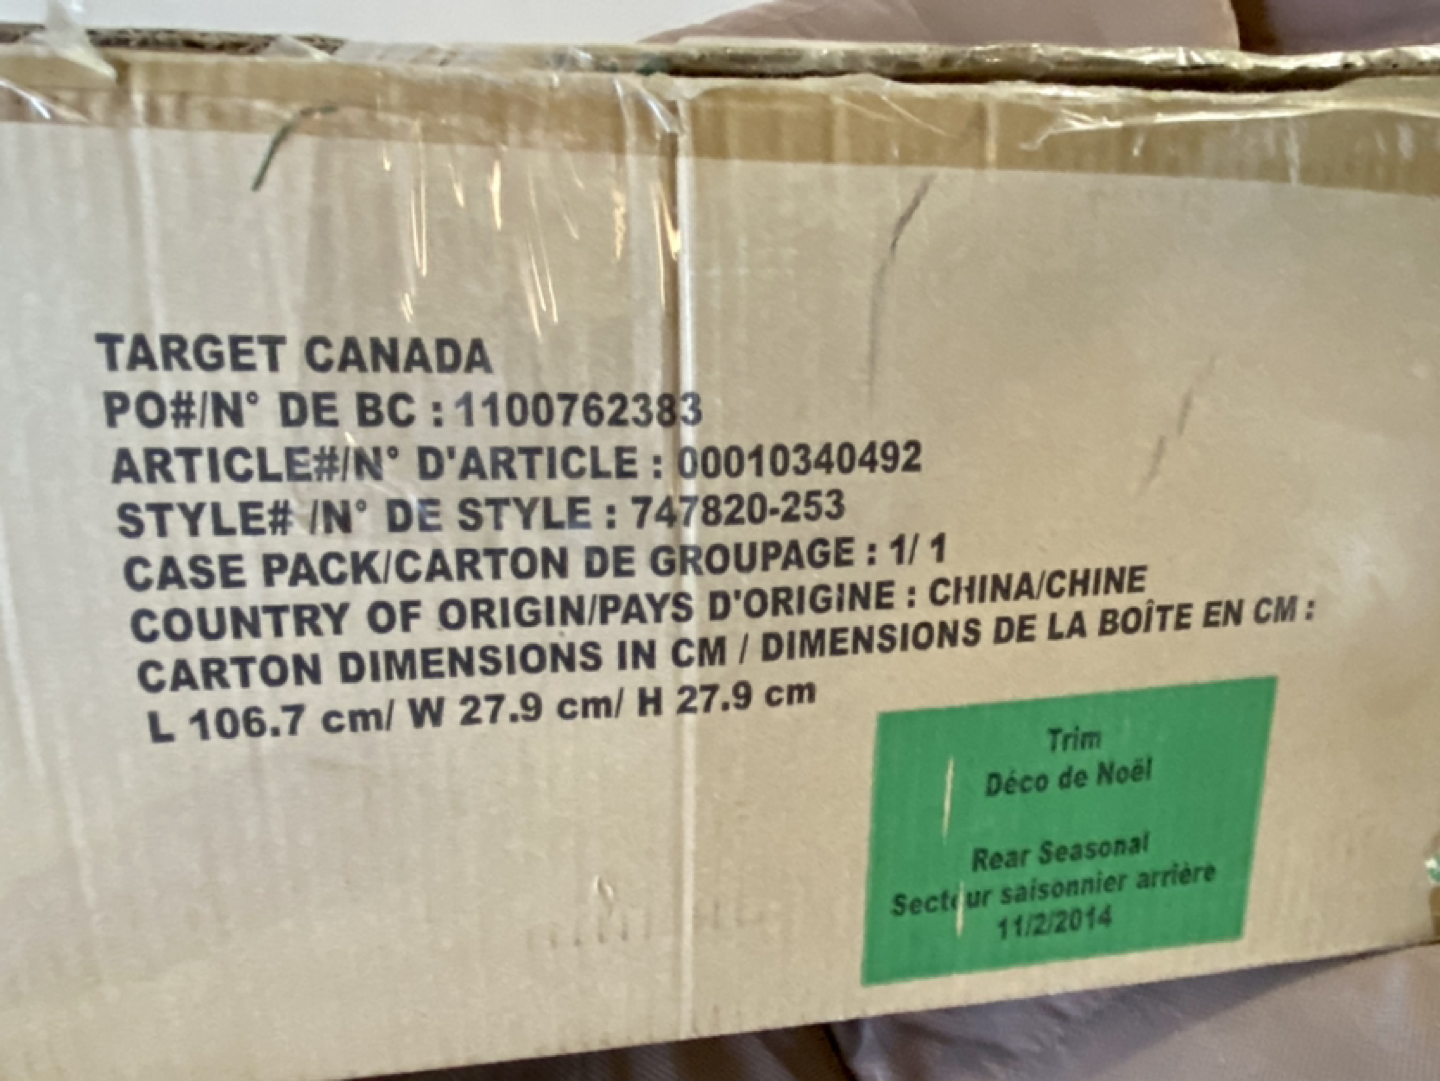 TARGET CANADA
PO#/N° DE BC : 1100762383
ARTICLE#/N° D'ARTICLE : 00010340492
STYLE# /N° DE STYLE : 747820-253
CASE PACK/CARTON DE GROUPAGE : 1/ 1
COUNTRY OF ORIGIN/PAYS D'ORIGINE : CHINA/CHINE
CARTON DIMENSIONS IN CM / DIMENSIONS DE LA BOÎTE EN CM :
L 106.7 cm/ W 27.9 cm/ H 27.9 cm
Trim
Déco de Noël
Rear Seasonal
Secteur saisonnier arrière
11/2/2014